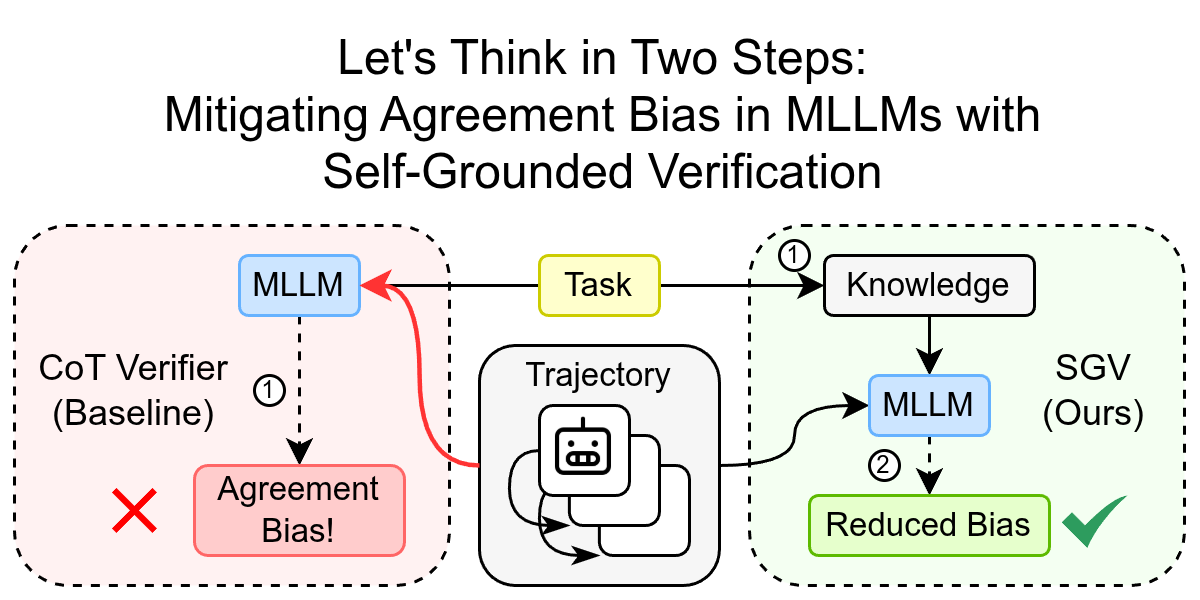 Let's Think in Two Steps:
Mitigating Agreement Bias in MLLMs with
Self-Grounded Verification
MLLM
Task
1
Knowledge
CoT Verifier
(Baseline)
1
Trajectory
MLLM
SGV
(Ours)
2
Agreement
Bias!
Reduced Bias